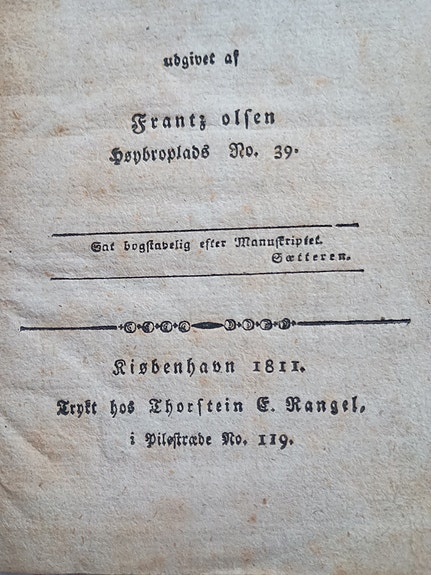 udgivet af
Frantz olsen
Høybroplads No. 39.
Sat bogstavelig efter Manuskriptet.
Sætteren.
Kiøbenhavn 1811.
Trykt hos Thorstein E. Rangel,
i Pilestræde No. 119.